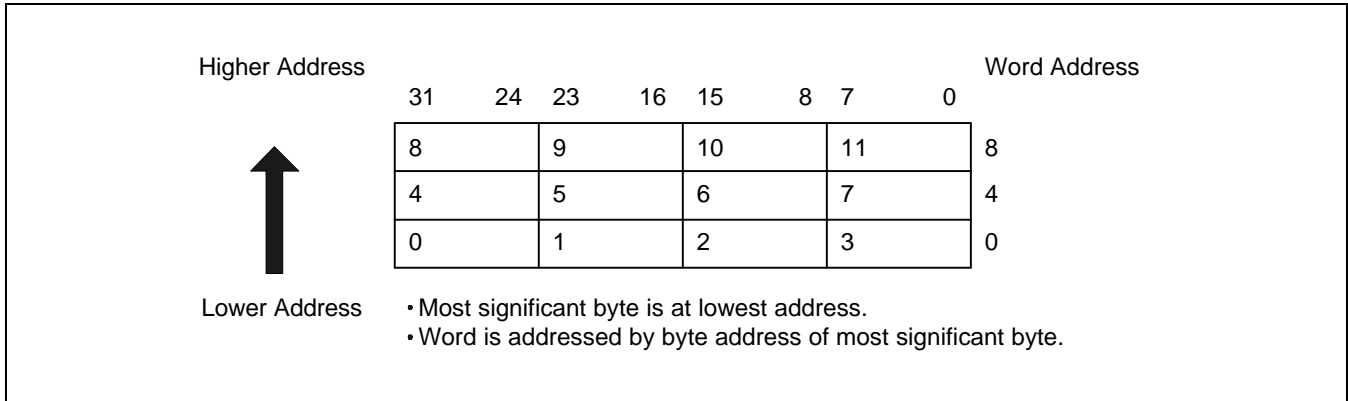 Higher Address Word Address
31 24 23 16 15 8 7 0
8 9 10 11 8
4 5 6 7 4
0 1 2 3 0
Lower Address • Most significant byte is at lowest address.
• Word is addressed by byte address of most significant byte.